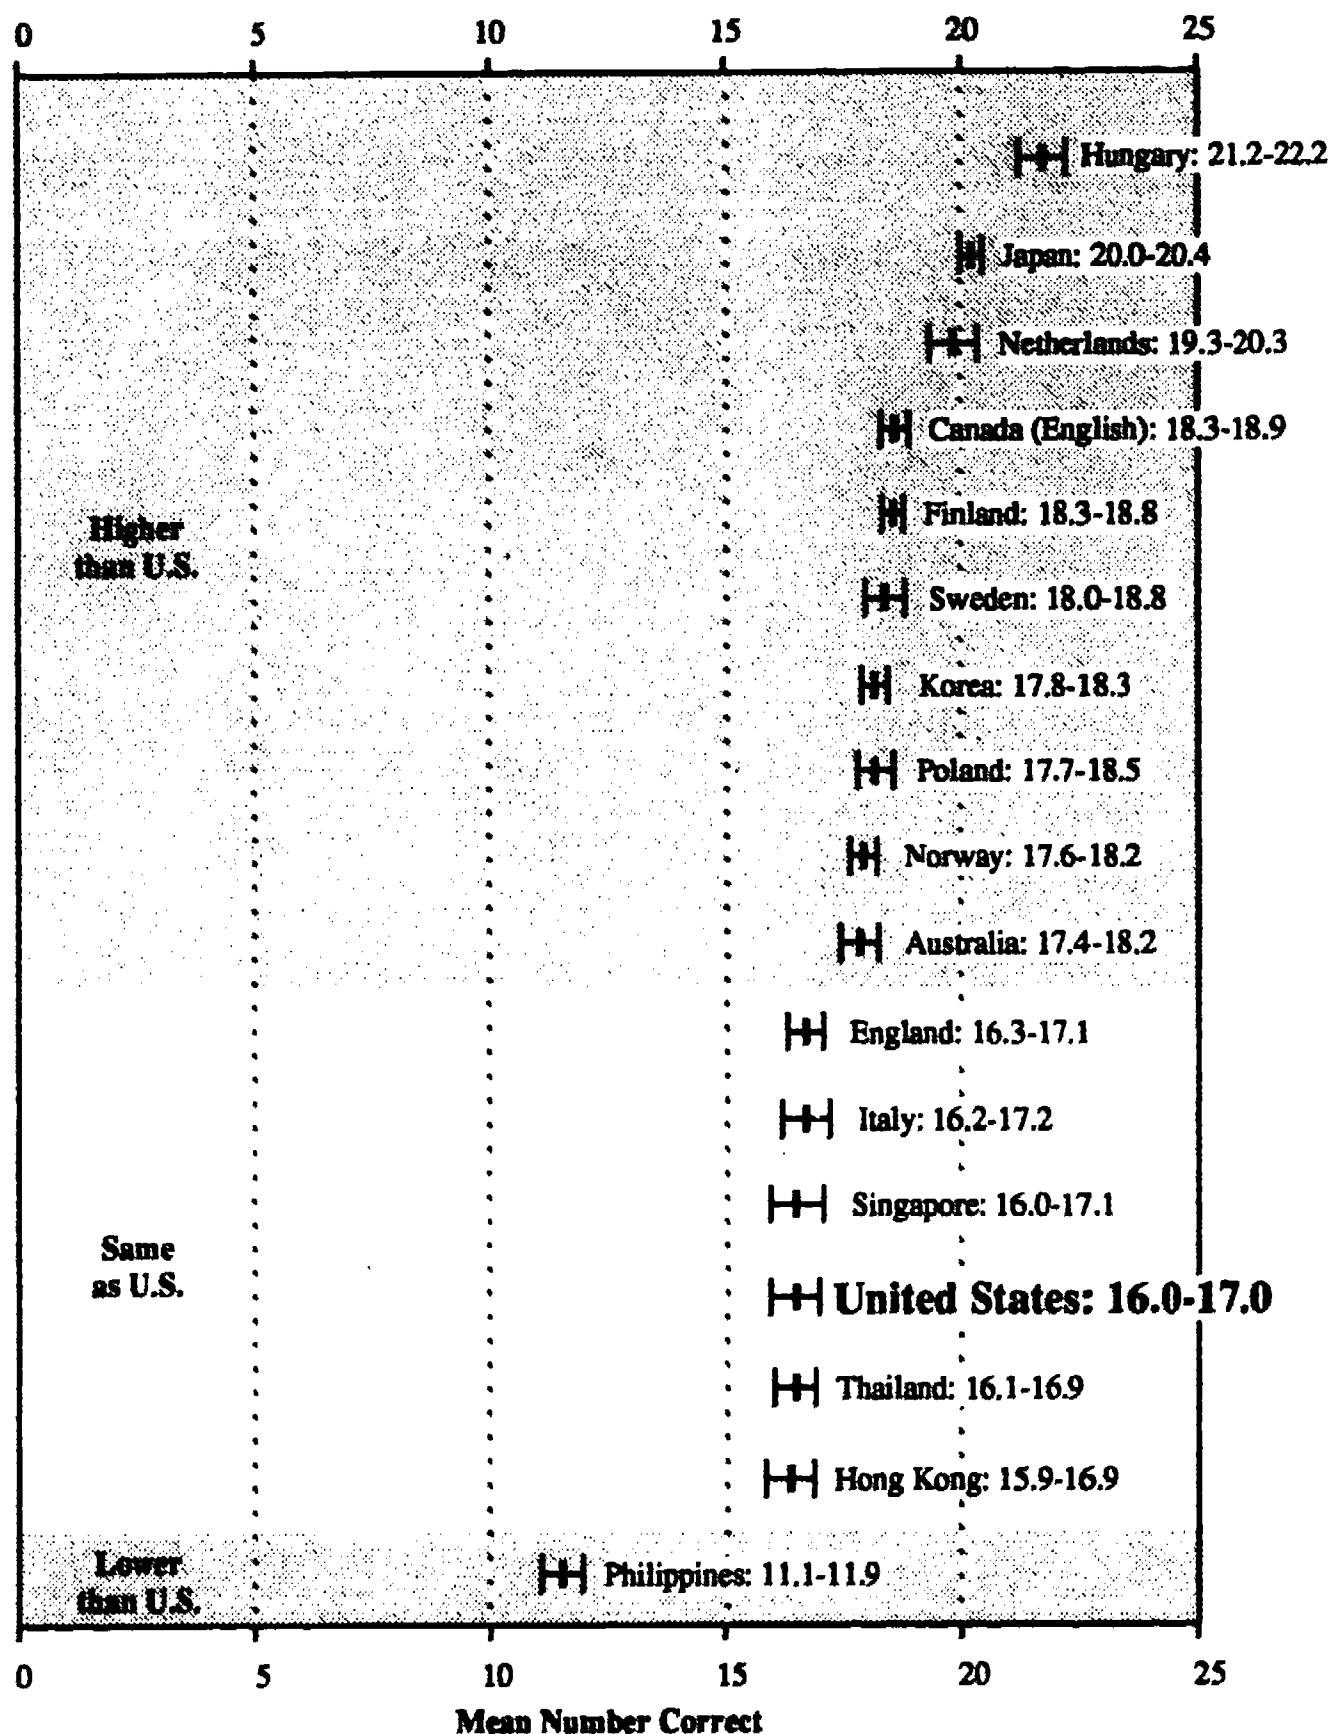 0 5 10 15 20 25
Hungary: 21.2-22.2
Japan: 20.0-20.4
Netherlands: 19.3-20.3
Canada (English): 18.3-18.9
Finland: 18.3-18.8
Higher
than U.S.
Sweden: 18.0-18.8
Korea: 17.8-18.3
Poland: 17.7-18.5
Norway: 17.6-18.2
Australia: 17.4-18.2
England: 16.3-17.1
Italy: 16.2-17.2
Singapore: 16.0-17.1
Same
as U.S.
United States: 16.0-17.0
Thailand: 16.1-16.9
Hong Kong: 15.9-16.9
Lower
than U.S.
Philippines: 11.1-11.9
0 5 10 15 20 25
Mean Number Correct